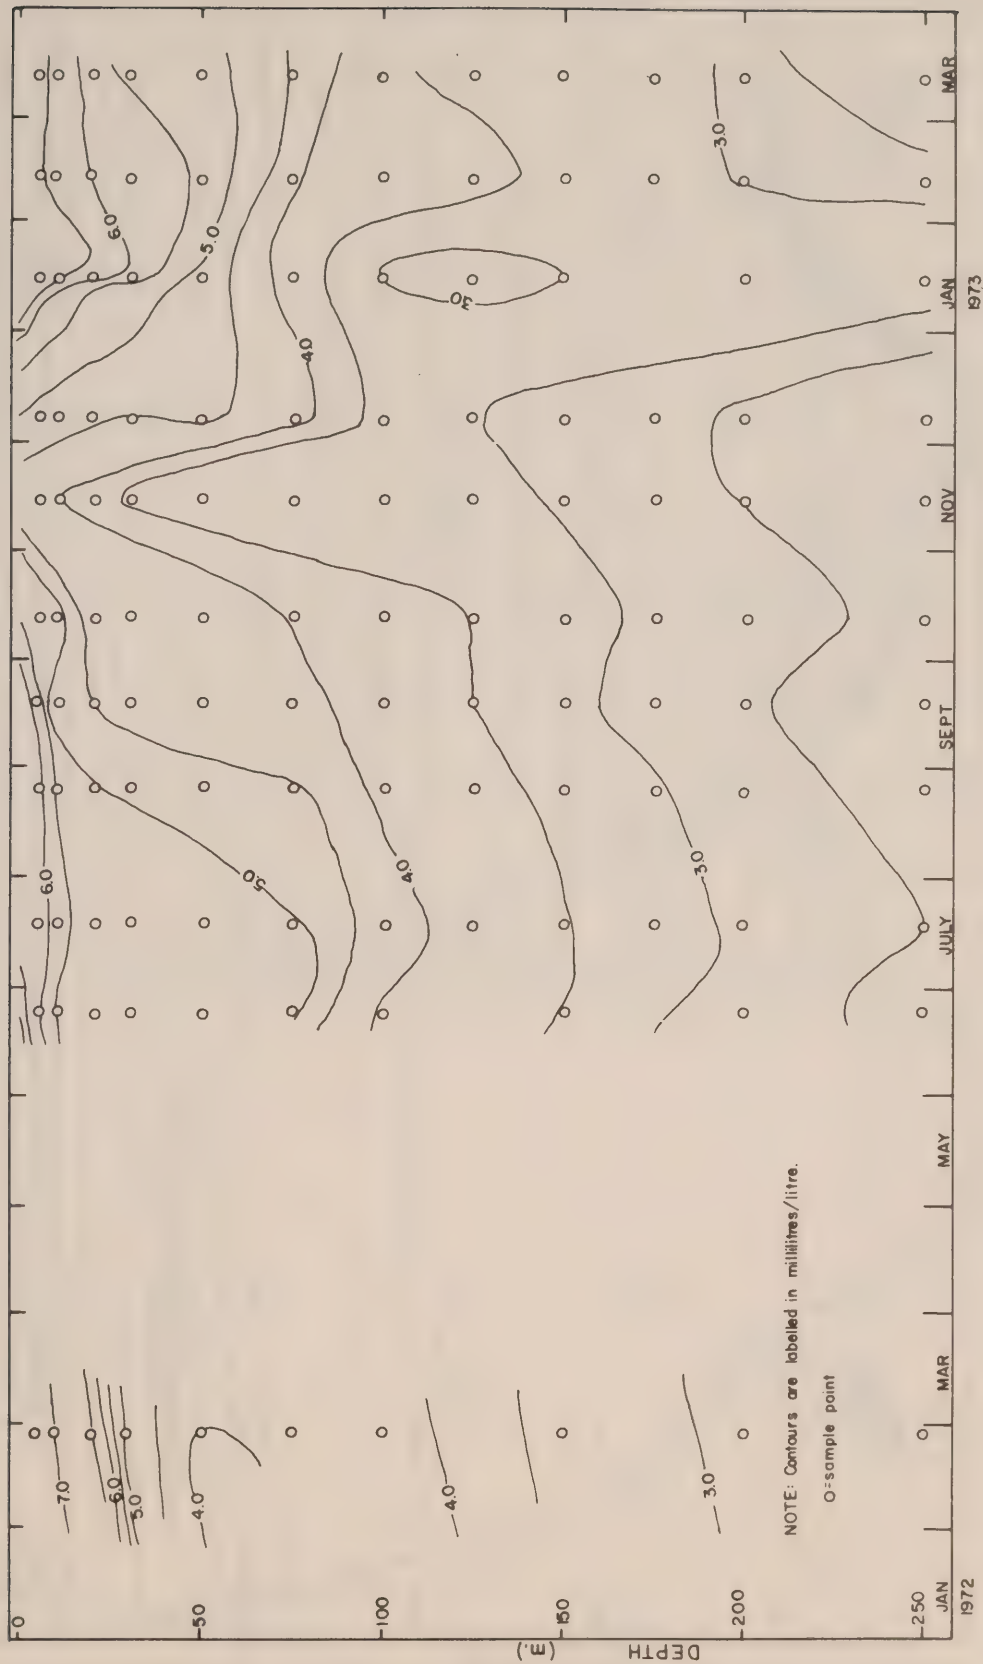 0
50
100
150
200
250
DEPTH (m.)
JAN
MAR
MAY
JULY
SEPT
NOV
JAN
MAR
1972
1973
7.0
6.0
5.0
4.0
4.0
3.0
6.0
5.0
4.0
3.0
6.0
5.0
4.0
3.0
3.0
NOTE: Contours are labelled in millilitres/litre.
O=sample point